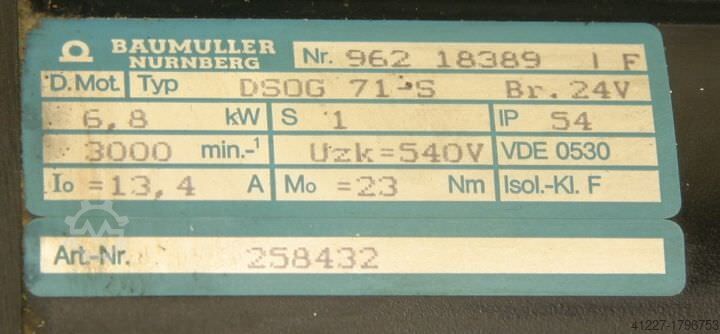 BAUMULLER
NURNBERG
Nr. 962 18389 I F
D.Mot. Typ DSOG 71-S Br. 24V
6,8 kW S 1 IP 54
3000 min.-¹ Uzk=540V VDE 0530
Io =13,4 A Mo =23 Nm Isol.-Kl. F
Art.-Nr. 258432
41227-1796753